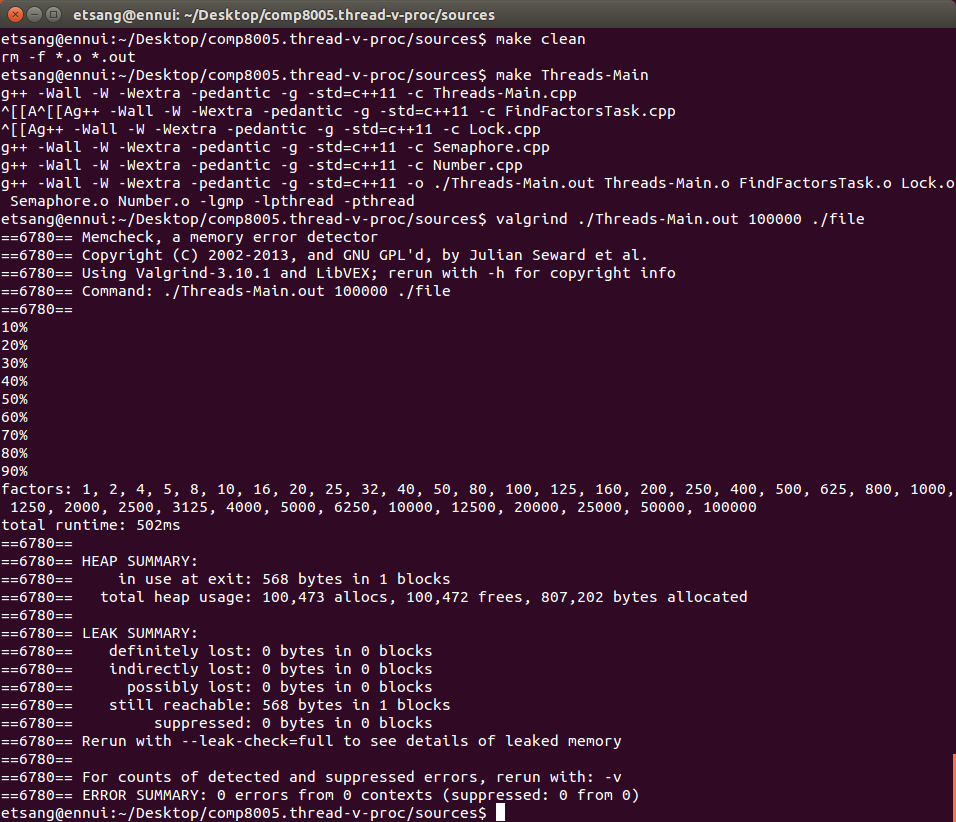 etsang@ennui: ~/Desktop/comp8005.thread-v-proc/sources
etsang@ennui:~/Desktop/comp8005.thread-v-proc/sources$ make clean
rm -f *.o *.out
etsang@ennui:~/Desktop/comp8005.thread-v-proc/sources$ make Threads-Main
g++ -Wall -W -Wextra -pedantic -g -std=c++11 -c Threads-Main.cpp
^[[A^[[Ag++ -Wall -W -Wextra -pedantic -g -std=c++11 -c FindFactorsTask.cpp
^[[Ag++ -Wall -W -Wextra -pedantic -g -std=c++11 -c Lock.cpp
g++ -Wall -W -Wextra -pedantic -g -std=c++11 -c Semaphore.cpp
g++ -Wall -W -Wextra -pedantic -g -std=c++11 -c Number.cpp
g++ -Wall -W -Wextra -pedantic -g -std=c++11 -o ./Threads-Main.out Threads-Main.o FindFactorsTask.o Lock.o
 Semaphore.o Number.o -lgmp -lpthread -pthread
etsang@ennui:~/Desktop/comp8005.thread-v-proc/sources$ valgrind ./Threads-Main.out 100000 ./file
==6780== Memcheck, a memory error detector
==6780== Copyright (C) 2002-2013, and GNU GPL'd, by Julian Seward et al.
==6780== Using Valgrind-3.10.1 and LibVEX; rerun with -h for copyright info
==6780== Command: ./Threads-Main.out 100000 ./file
==6780==
10%
20%
30%
40%
50%
60%
70%
80%
90%
factors: 1, 2, 4, 5, 8, 10, 16, 20, 25, 32, 40, 50, 80, 100, 125, 160, 200, 250, 400, 500, 625, 800, 1000,
 1250, 2000, 2500, 3125, 4000, 5000, 6250, 10000, 12500, 20000, 25000, 50000, 100000
total runtime: 502ms
==6780==
==6780== HEAP SUMMARY:
==6780==     in use at exit: 568 bytes in 1 blocks
==6780==   total heap usage: 100,473 allocs, 100,472 frees, 807,202 bytes allocated
==6780==
==6780== LEAK SUMMARY:
==6780==    definitely lost: 0 bytes in 0 blocks
==6780==    indirectly lost: 0 bytes in 0 blocks
==6780==      possibly lost: 0 bytes in 0 blocks
==6780==    still reachable: 568 bytes in 1 blocks
==6780==         suppressed: 0 bytes in 0 blocks
==6780== Rerun with --leak-check=full to see details of leaked memory
==6780==
==6780== For counts of detected and suppressed errors, rerun with: -v
==6780== ERROR SUMMARY: 0 errors from 0 contexts (suppressed: 0 from 0)
etsang@ennui:~/Desktop/comp8005.thread-v-proc/sources$